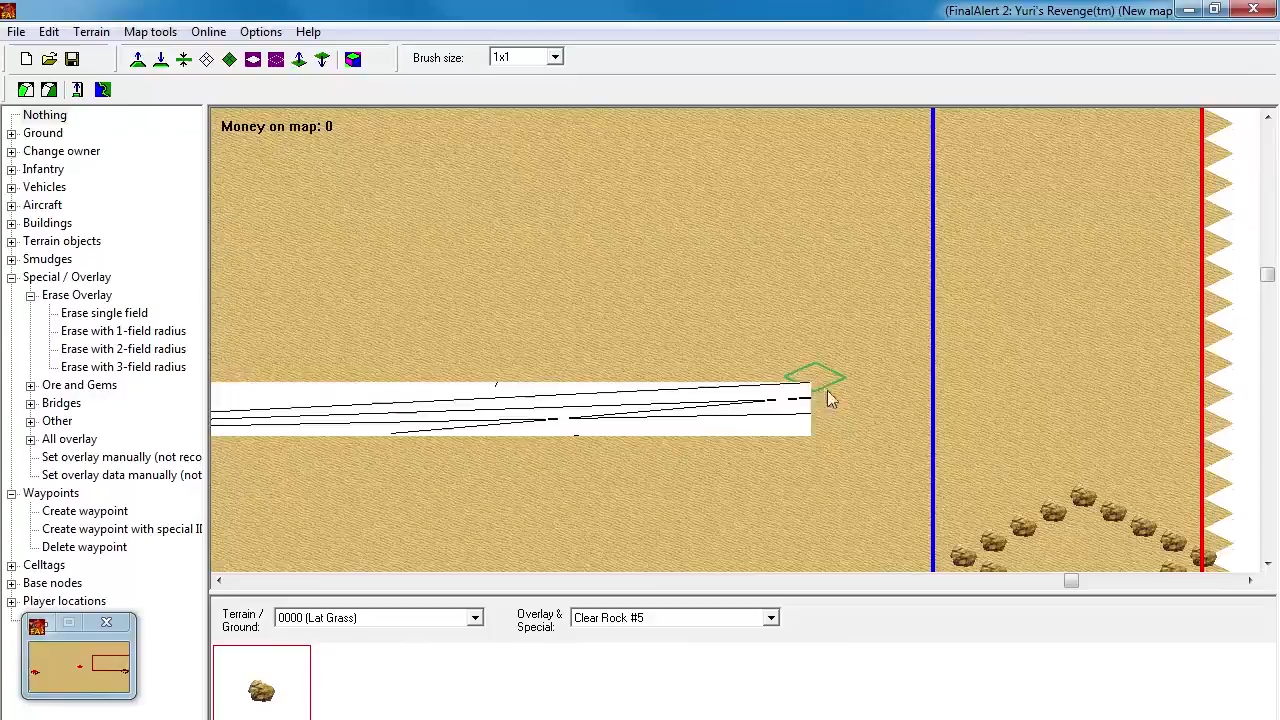 (FinalAlert 2: Yuri's Revenge(tm) (New map
File Edit Terrain Map tools Online Options Help
Brush size: 1x1
Nothing
Ground
Change owner
Infantry
Vehicles
Aircraft
Buildings
Terrain objects
Smudges
Special / Overlay
Erase Overlay
Erase single field
Erase with 1-field radius
Erase with 2-field radius
Erase with 3-field radius
Ore and Gems
Bridges
Other
All overlay
Set overlay manually (not reco
Set overlay data manually (not
Waypoints
Create waypoint
Create waypoint with special II
Delete waypoint
Celltags
Base nodes
Player locations
Money on map: 0
Terrain /
Ground:
0000 (Lat Grass)
Overlay &
Special:
Clear Rock #5